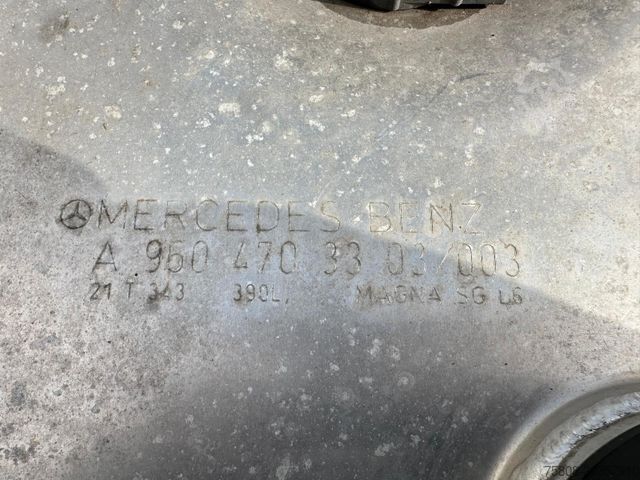 MERCEDES BENZ
A 960 470 33 03/003
21 T 343 390L. MAGNA SG L6